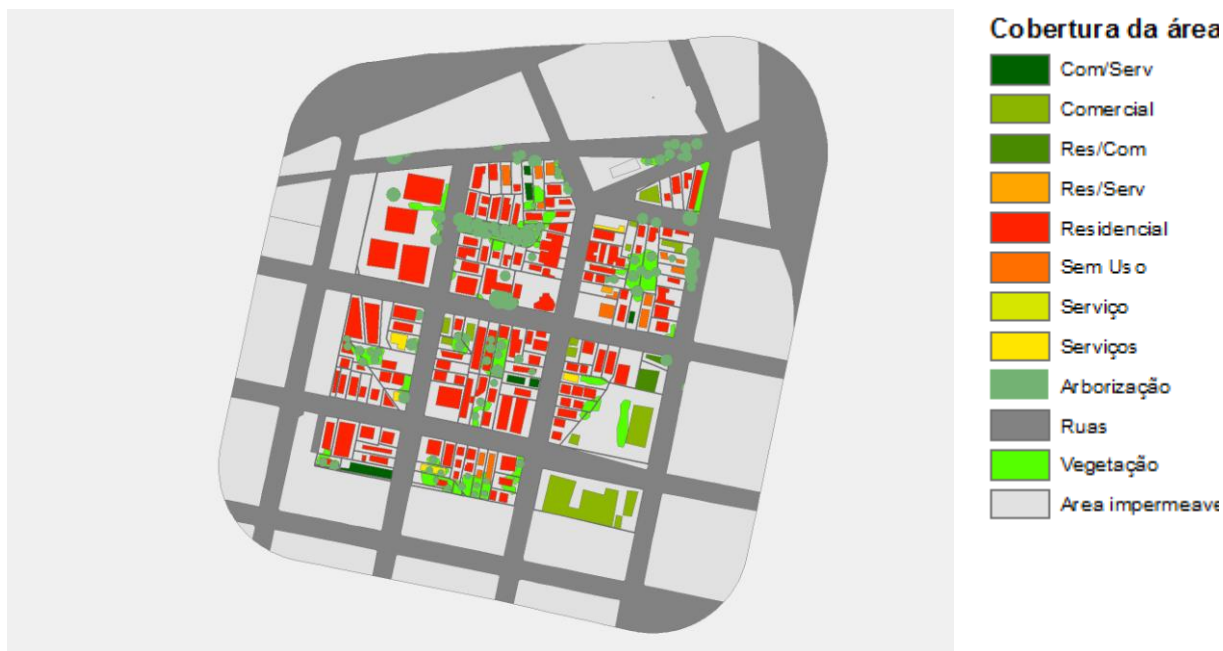 Cobertura da área
Com/Serv
Comercial
Res/Com
Res/Serv
Residencial
Sem Uso
Serviço
Serviços
Arborização
Ruas
Vegetação
Area impermeave